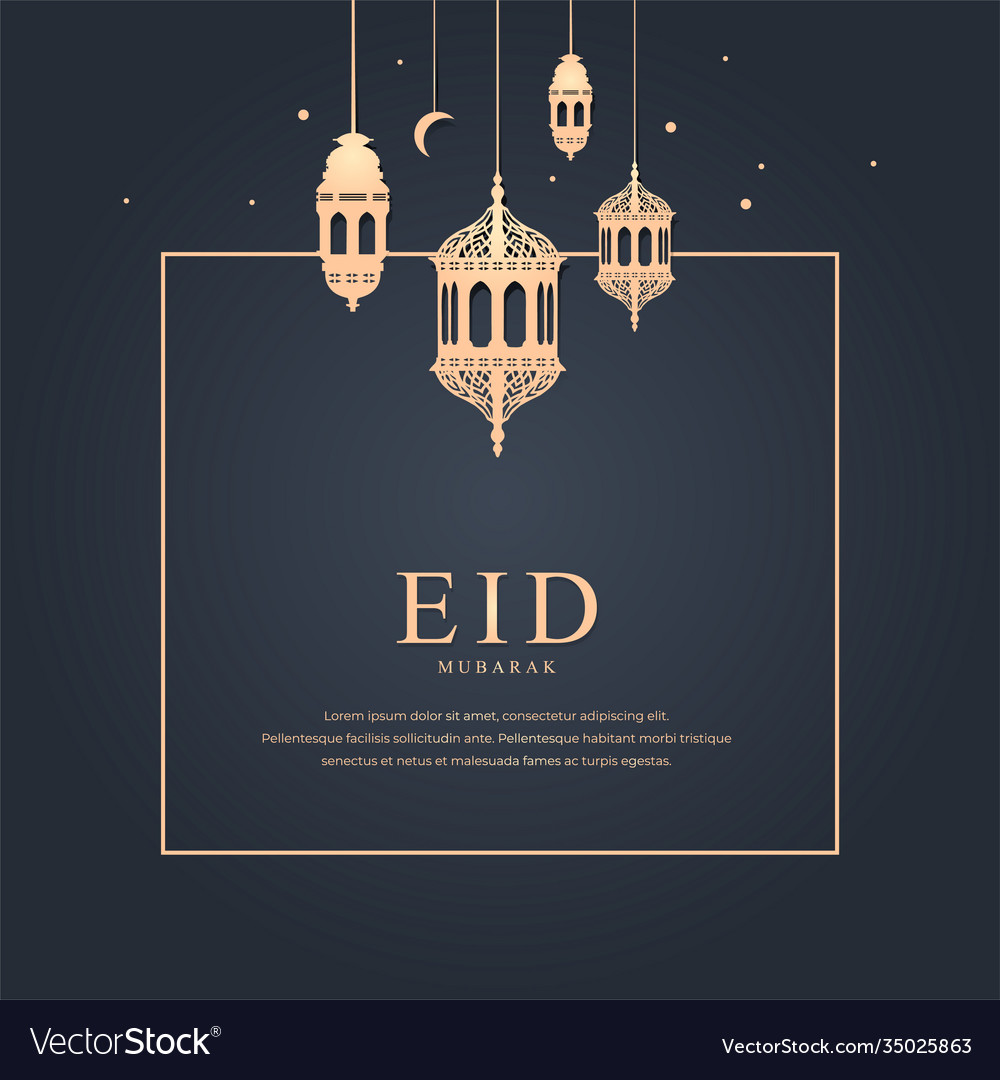 EID
MUBARAK
Lorem ipsum dolor sit amet, consectetur adipiscing elit.
Pellentesque facilisis sollicitudin ante. Pellentesque habitant morbi tristique
senectus et netus et malesuada fames ac turpis egestas.
VectorStock®
VectorStock.com/35025863